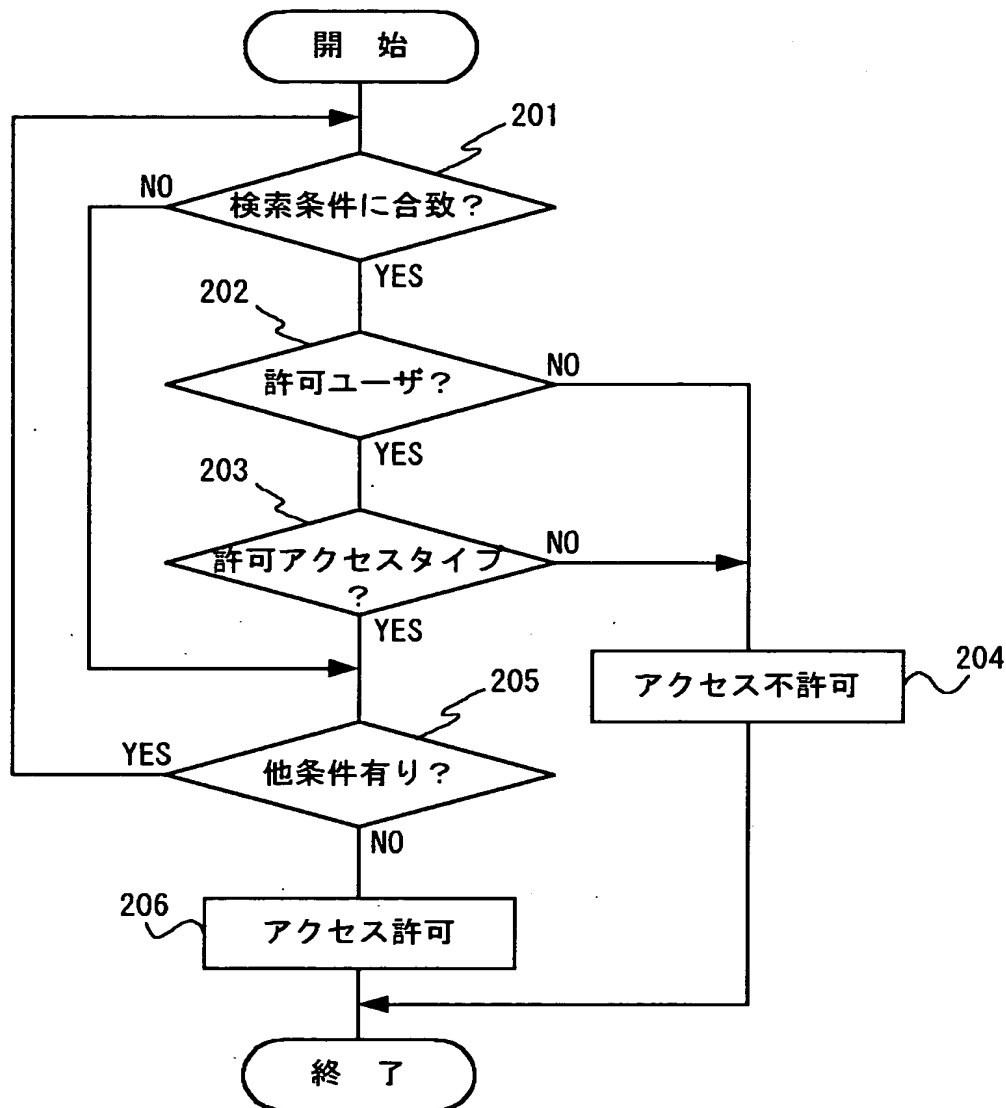 開 始
201
NO
検索条件に合致？
YES
202
NO
許可ユーザ？
YES
203
NO
許可アクセスタイプ
？
YES
204
アクセス不許可
205
YES
他条件有り？
NO
206
アクセス許可
終 了